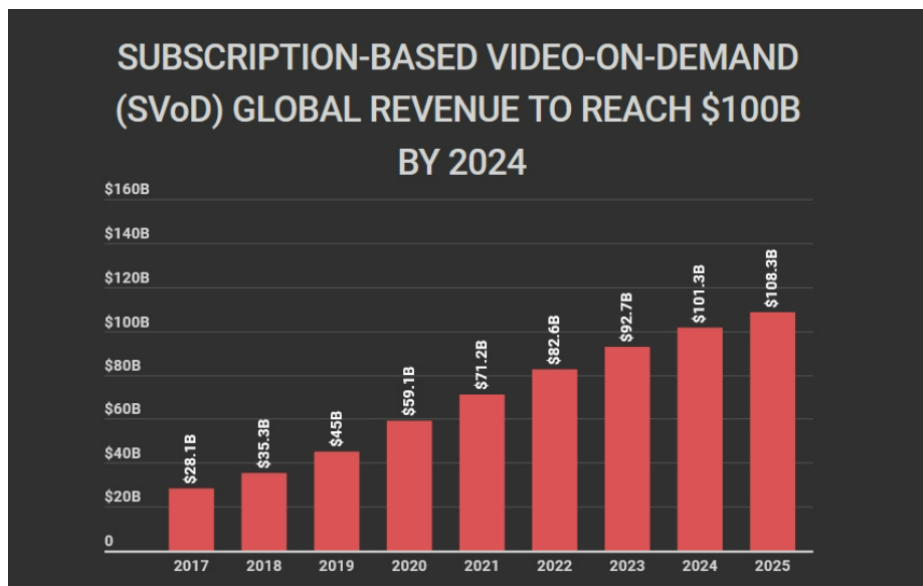 SUBSCRIPTION-BASED VIDEO-ON-DEMAND
(SVoD) GLOBAL REVENUE TO REACH $100B
BY 2024
$160B
$140B
$120B
$100B
$80B
$60B
$40B
$20B
0
$28.1B
$35.3B
$45B
$59.1B
$71.2B
$82.6B
$92.7B
$101.3B
$108.3B
2017 2018 2019 2020 2021 2022 2023 2024 2025